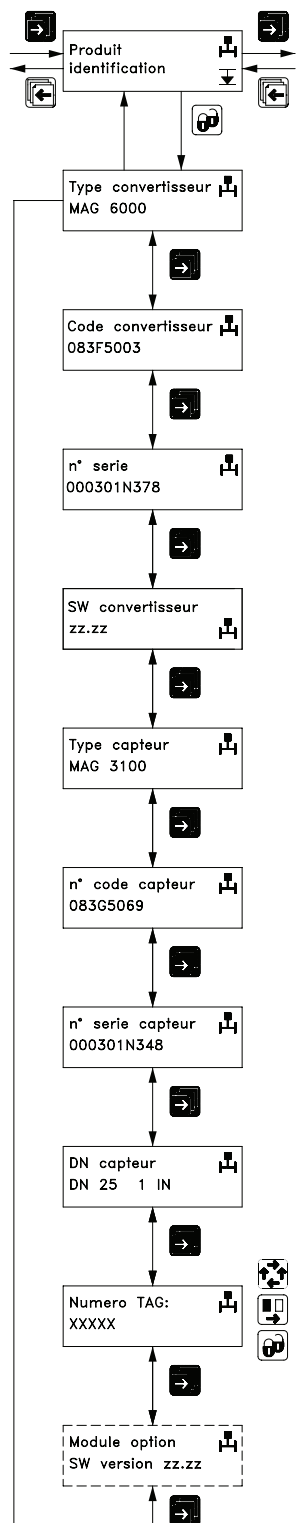 Produit
identification
Type convertisseur
MAG 6000
Code convertisseur
083F5003
n° serie
000301N378
SW convertisseur
zz.zz
Type capteur
MAG 3100
n° code capteur
083G5069
n° serie capteur
000301N348
DN capteur
DN 25 1 IN
Numero TAG:
XXXXX
Module option
SW version zz.zz